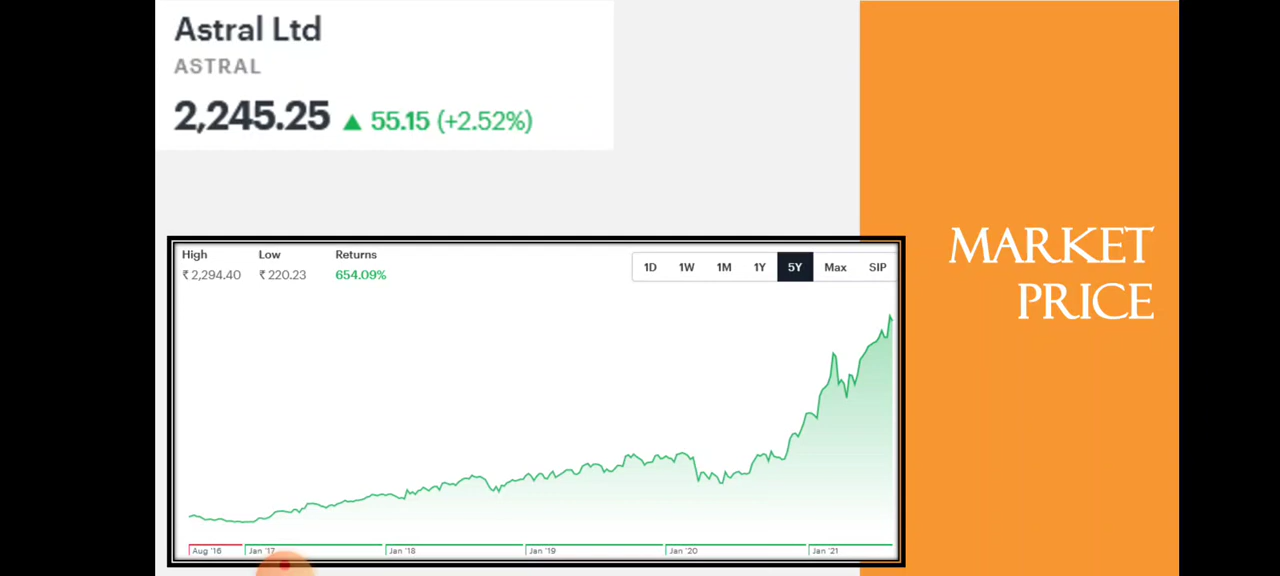 Astral Ltd
ASTRAL
2,245.25 ▲ 55.15 (+2.52%)
High Low Returns
₹2,294.40 ₹220.23 654.09%
1D 1W 1M 1Y 5Y Max SIP
MARKET
PRICE
Aug '16 Jan '17 Jan '18 Jan '19 Jan '20 Jan '21